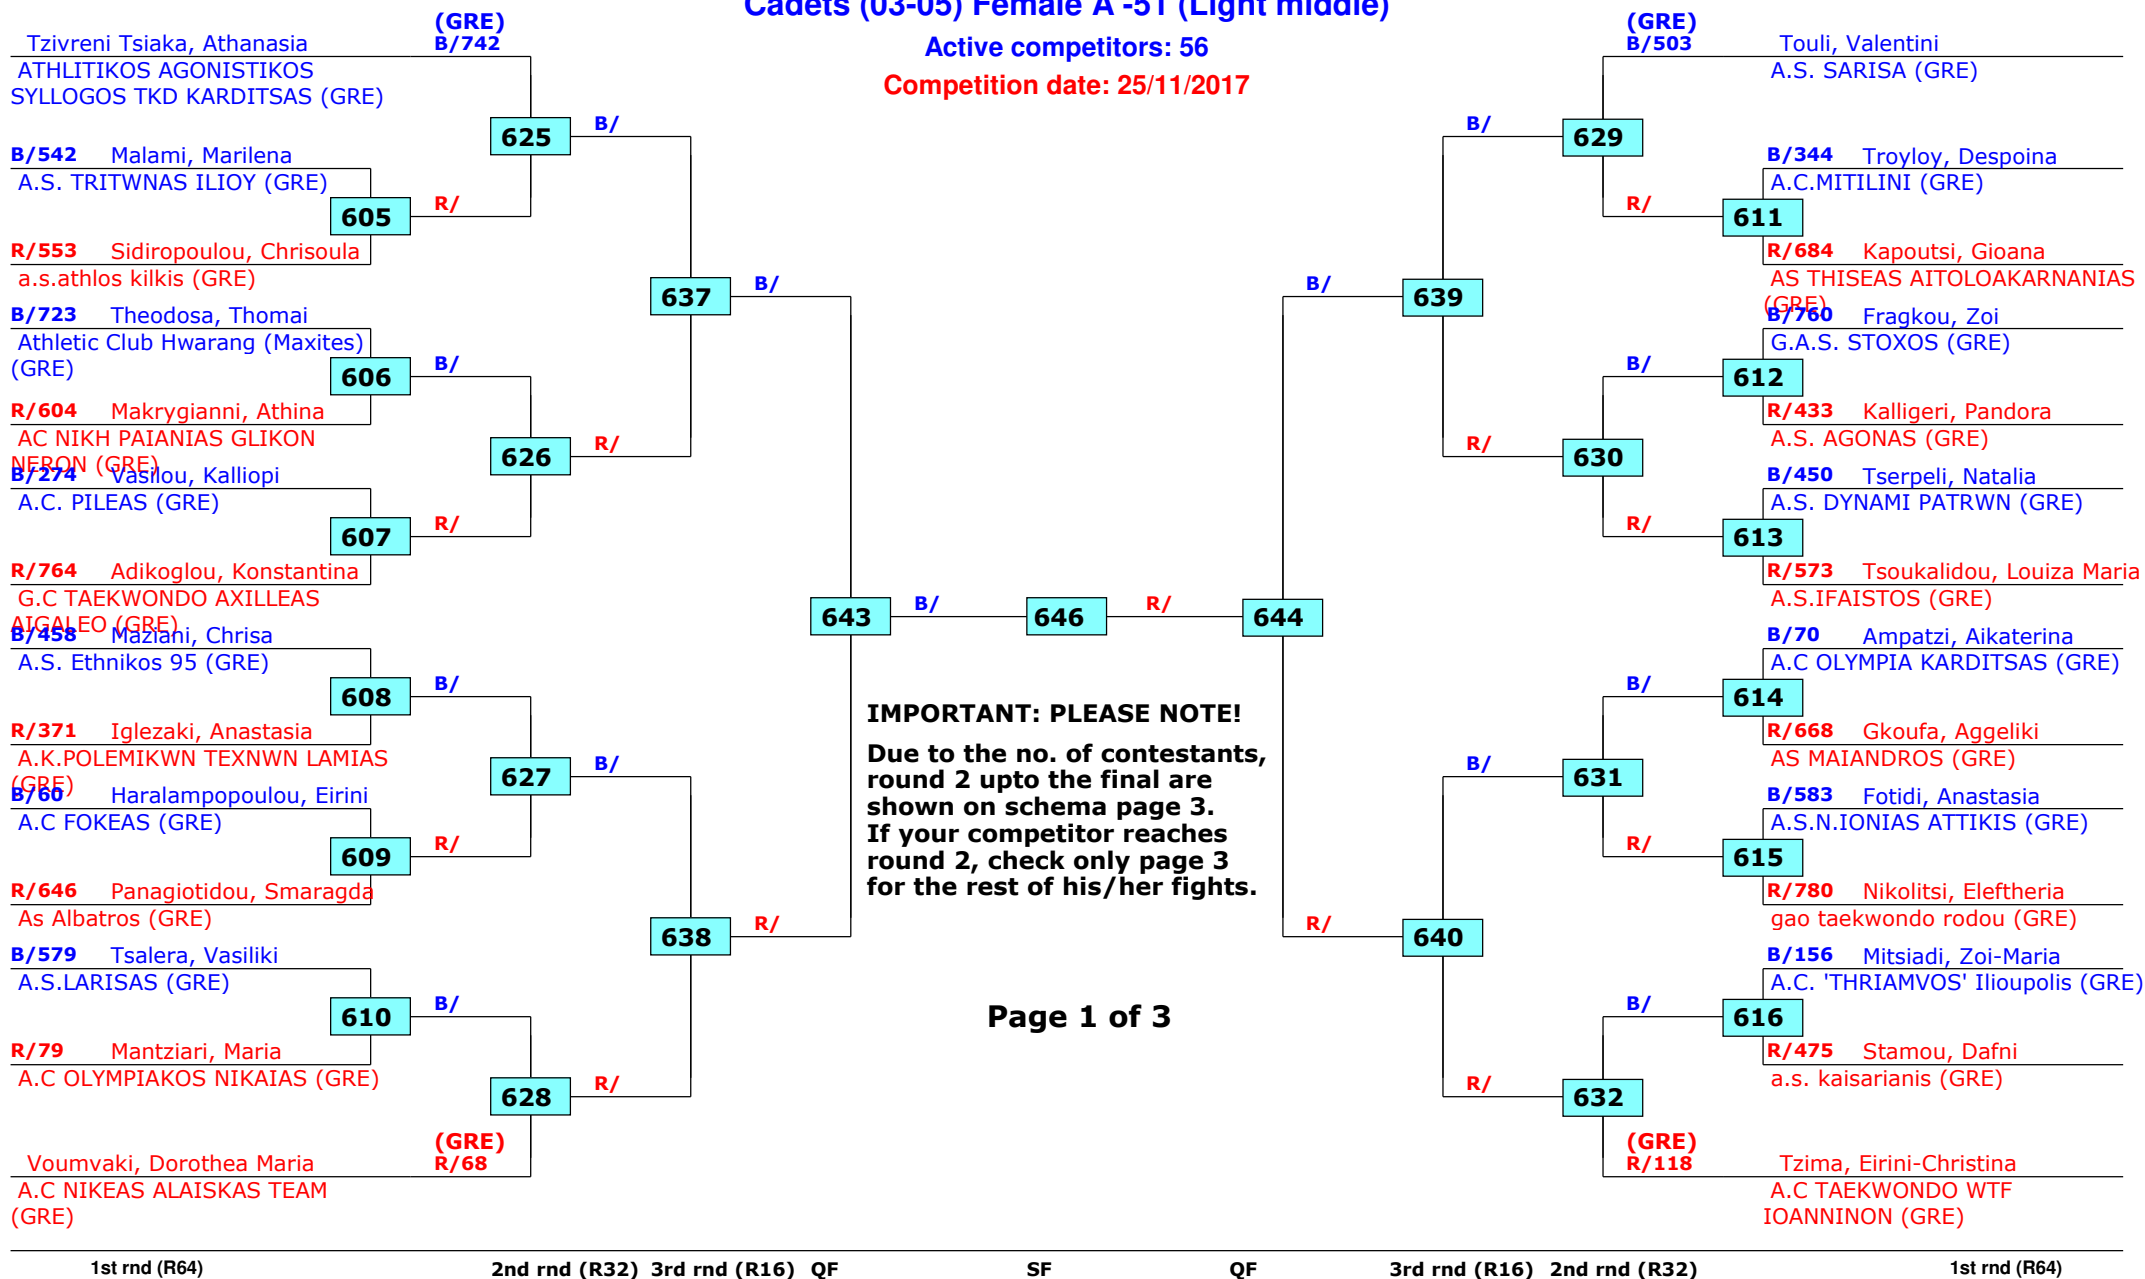 Cadets (03-05) Female A -51 (Light middle)
Active competitors: 56
Competition date: 25/11/2017
(GRE)
Tzivreni Tsiaka, Athanasia B/742
ATHLITIKOS AGONISTIKOS
SYLLOGOS TKD KARDITSAS (GRE)
625
B/
B/542 Malami, Marilena
A.S. TRITWNAS ILIOY (GRE)
605
R/
R/553 Sidiropoulou, Chrisoula
a.s.athlos kilkis (GRE)
637
B/
B/723 Theodosa, Thomai
Athletic Club Hwarang (Maxites)
(GRE)
606
B/
R/604 Makrygianni, Athina
AC NIKH PAIANIAS GLIKON
NERON (GRE)
626
R/
B/274 Vasilou, Kalliopi
A.C. PILEAS (GRE)
607
R/
R/764 Adikoglou, Konstantina
G.C TAEKWONDO AXILLEAS
AIGALEO (GRE)
643
B/
646
R/
644
B/458 Maziani, Chrisa
A.S. Ethnikos 95 (GRE)
608
B/
R/371 Iglezaki, Anastasia
A.K.POLEMIKWN TEXNWN LAMIAS
(GRE)
627
B/
B/60 Haralampopoulou, Eirini
A.C FOKEAS (GRE)
609
R/
R/646 Panagiotidou, Smaragda
As Albatros (GRE)
638
R/
B/579 Tsalera, Vasiliki
A.S.LARISAS (GRE)
610
B/
R/79 Mantziari, Maria
A.C OLYMPIAKOS NIKAIAS (GRE)
628
R/
(GRE)
Voumvaki, Dorothea Maria R/68
A.C NIKEAS ALAISKAS TEAM
(GRE)
IMPORTANT: PLEASE NOTE!
Due to the no. of contestants,
round 2 upto the final are
shown on schema page 3.
If your competitor reaches
round 2, check only page 3
for the rest of his/her fights.
Page 1 of 3
(GRE)
B/503 Touli, Valentini
A.S. SARISA (GRE)
B/
629
B/344 Troyloy, Despoina
A.C.MITILINI (GRE)
R/
611
R/684 Kapoutsi, Gioana
AS THISEAS AITOLOAKARNANIAS
(GRE)
B/
639
B/760 Fragkou, Zoi
G.A.S. STOXOS (GRE)
B/
612
R/433 Kalligeri, Pandora
A.S. AGONAS (GRE)
R/
630
B/450 Tserpeli, Natalia
A.S. DYNAMI PATRWN (GRE)
R/
613
R/573 Tsoukalidou, Louiza Maria
A.S.IFAISTOS (GRE)
B/70 Ampatzi, Aikaterina
A.C OLYMPIA KARDITSAS (GRE)
B/
614
R/668 Gkoufa, Aggeliki
AS MAIANDROS (GRE)
B/
631
B/583 Fotidi, Anastasia
A.S.N.IONIAS ATTIKIS (GRE)
R/
615
R/780 Nikolitsi, Eleftheria
gao taekwondo rodou (GRE)
R/
640
B/156 Mitsiadi, Zoi-Maria
A.C. 'THRIAMVOS' Ilioupolis (GRE)
B/
616
R/475 Stamou, Dafni
a.s. kaisarianis (GRE)
R/
632
(GRE)
R/118 Tzima, Eirini-Christina
A.C TAEKWONDO WTF
IOANNINON (GRE)
1st rnd (R64) 2nd rnd (R32) 3rd rnd (R16) QF SF QF 3rd rnd (R16) 2nd rnd (R32) 1st rnd (R64)